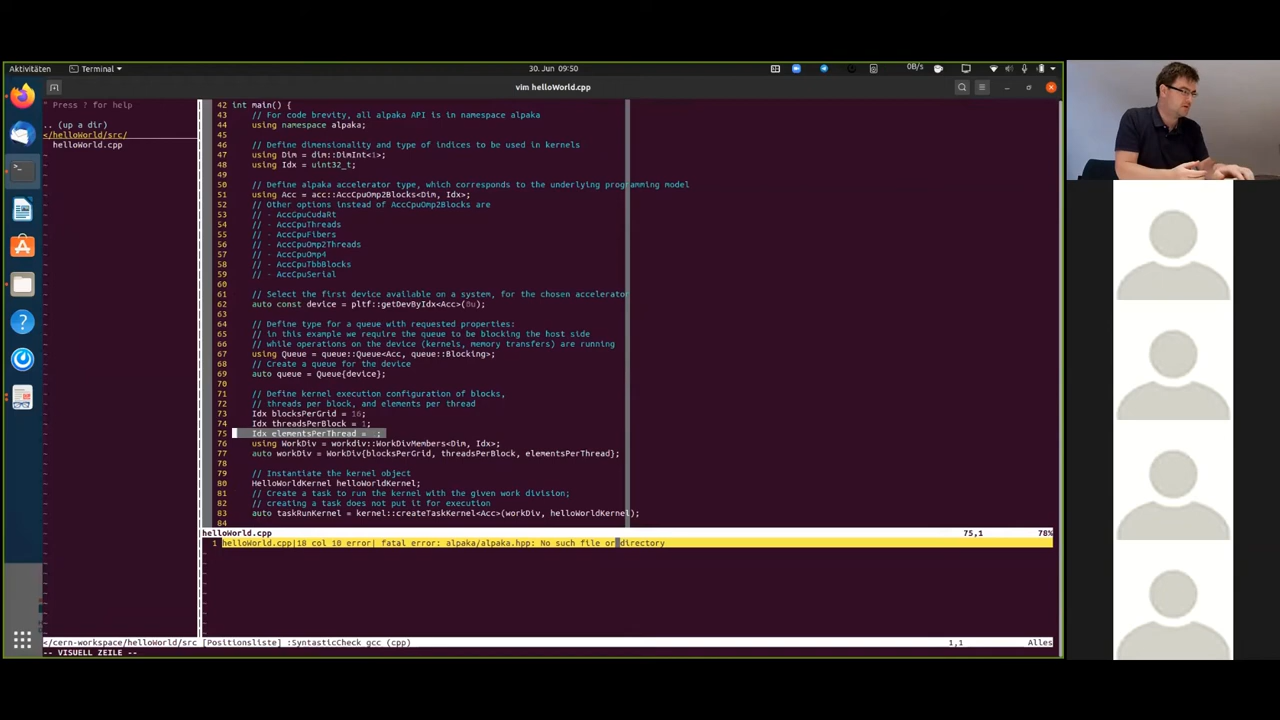 Aktivitäten
Terminal
30. Jun 09:50
0B/s
vim helloWorld.cpp
" Press ? for help
.. (up a dir)
</helloWorld/src/
helloWorld.cpp
42 int main() {
43 // For code brevity, all alpaka API is in namespace alpaka
44 using namespace alpaka;
45
46 // Define dimensionality and type of indices to be used in kernels
47 using Dim = dim::DimInt<1>;
48 using Idx = uint32_t;
49
50 // Define alpaka accelerator type, which corresponds to the underlying programming model
51 using Acc = acc::AccCpuOmp2Blocks<Dim, Idx>;
52 // Other options instead of AccCpuOmp2Blocks are
53 // - AccGpuCudaRt
54 // - AccCpuThreads
55 // - AccCpuFibers
56 // - AccCpuOmp2Threads
57 // - AccCpuOmp4
58 // - AccCpuTbbBlocks
59 // - AccCpuSerial
60
61 // Select the first device available on a system, for the chosen accelerator
62 auto const device = pltf::getDevByIdx<Acc>(0u);
63
64 // Define type for a queue with requested properties:
65 // in this example we require the queue to be blocking the host side
66 // while operations on the device (kernels, memory transfers) are running
67 using Queue = queue::Queue<Acc, queue::Blocking>;
68 // Create a queue for the device
69 auto queue = Queue{device};
70
71 // Define kernel execution configuration of blocks,
72 // threads per block, and elements per thread
73 Idx blocksPerGrid = 16;
74 Idx threadsPerBlock = 1;
75 Idx elementsPerThread = ;
76 using WorkDiv = workdiv::WorkDivMembers<Dim, Idx>;
77 auto workDiv = WorkDiv{blocksPerGrid, threadsPerBlock, elementsPerThread};
78
79 // Instantiate the kernel object
80 HelloWorldKernel helloWorldKernel;
81 // Create a task to run the kernel with the given work division;
82 // creating a task does not put it for execution
83 auto taskRunKernel = kernel::createTaskKernel<Acc>(workDiv, helloWorldKernel);
84
helloWorld.cpp 75,1 78%
1 helloWorld.cpp|18 col 10 error| fatal error: alpaka/alpaka.hpp: No such file or directory
</cern-workspace/helloWorld/src [Positionsliste] :SyntasticCheck gcc (cpp) 1,1 Alles
-- VISUELL ZEILE --